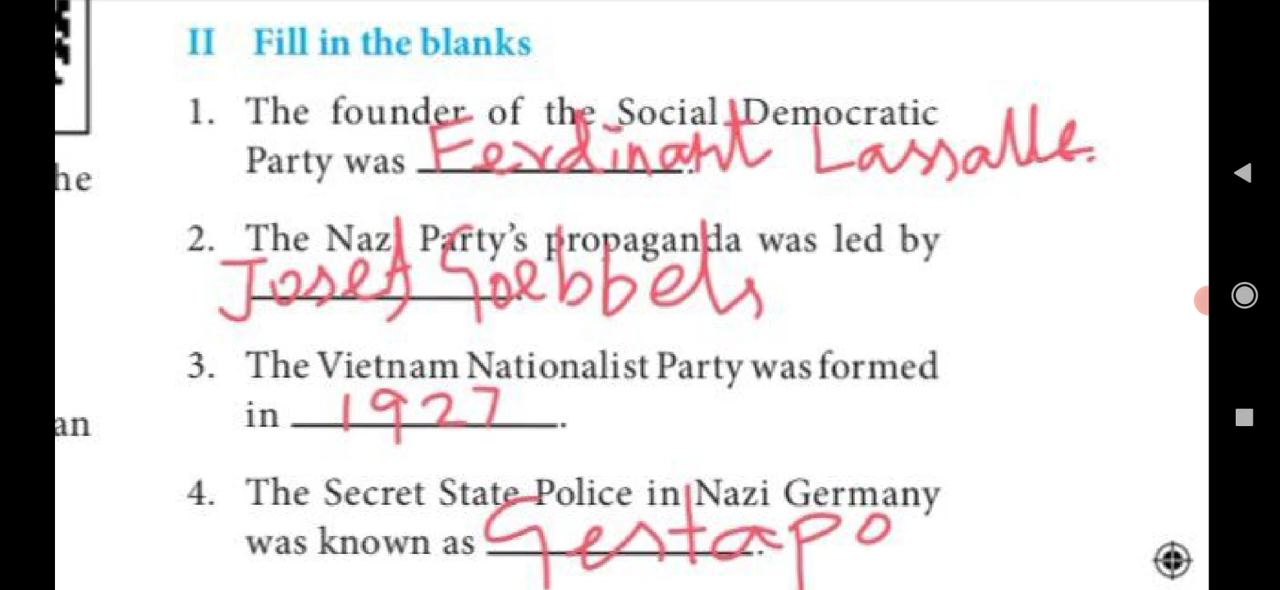 II Fill in the blanks
1. The founder of the Social Democratic
Party was Ferdinant Lassalle.
he
2. The Nazi Party's propaganda was led by
Josef Goebbels
3. The Vietnam Nationalist Party was formed
in 1927.
an
4. The Secret State Police in Nazi Germany
was known as Gestapo.